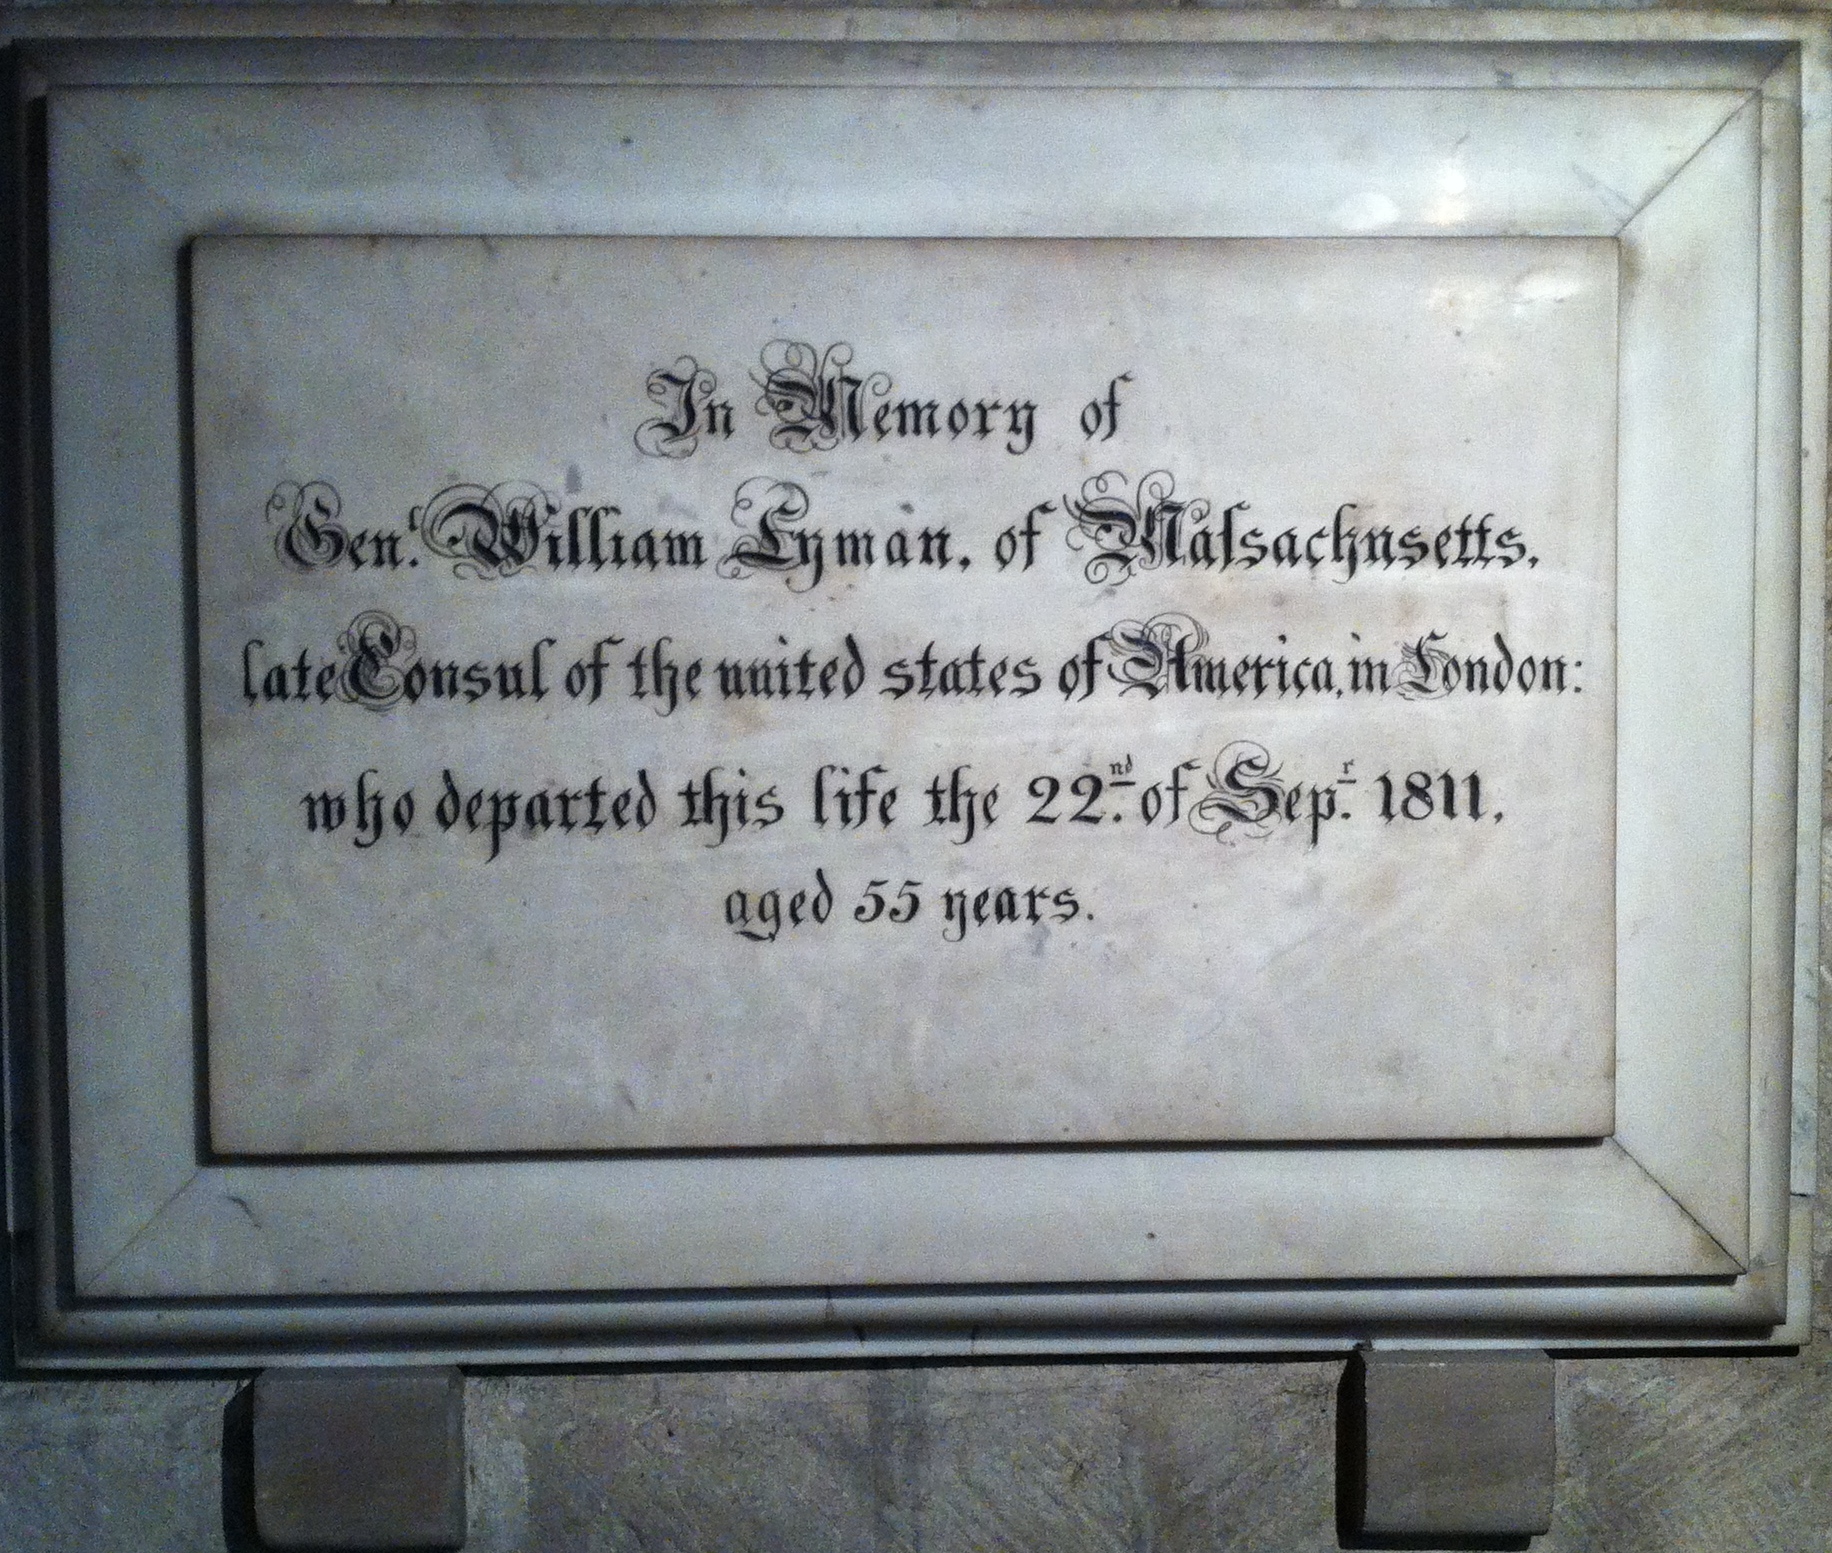 In Memory of
Genl. William Lyman, of Maſsachusetts,
late Consul of the united states of America, in London:
who departed this life the 22nd. of Sepr. 1811,
aged 55 years.